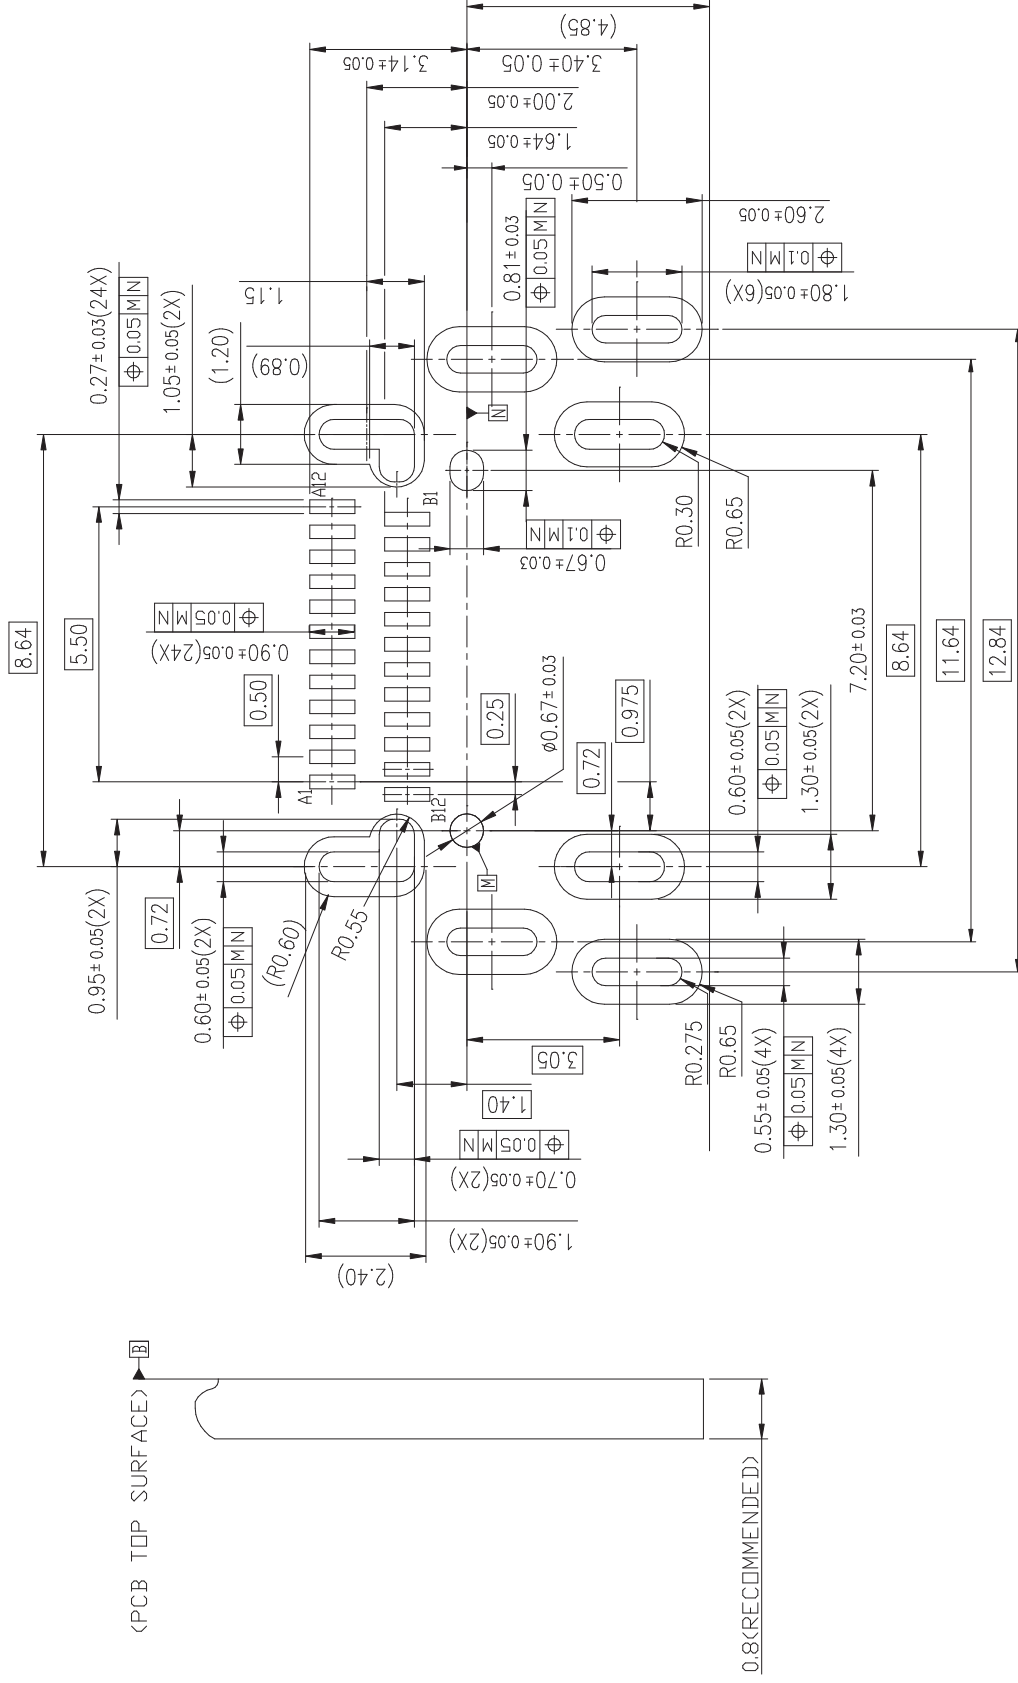 (4.85)
3.14± 0.05
3.40± 0.05
2.00± 0.05
1.64± 0.05
0.50± 0.05
2.60± 0.05
⌖ 0.1 M N
1.80± 0.05(6X)
0.81± 0.03
⌖ 0.05 M N
0.27± 0.03(24X)
⌖ 0.05 M N
1.05± 0.05(2X)
1.15
(1.20)
(0.89)
N
A12
B1
⌖ 0.1 M N
0.67± 0.03
R0.30
R0.65
8.64
5.50
⌖ 0.05 M N
0.90± 0.05(24X)
0.50
0.25
ø0.67± 0.03
0.72
0.975
7.20± 0.03
8.64
11.64
12.84
0.60± 0.05(2X)
⌖ 0.05 M N
1.30± 0.05(2X)
A1
B12
M
0.95± 0.05(2X)
0.72
0.60± 0.05(2X)
⌖ 0.05 M N
(R0.60)
R0.55
3.05
1.40
R0.275
R0.65
0.55± 0.05(4X)
⌖ 0.05 M N
1.30± 0.05(4X)
⌖ 0.05 M N
0.70± 0.05(2X)
1.90± 0.05(2X)
(2.40)
B
(PCB TOP SURFACE)
0.8(RECOMMENDED)